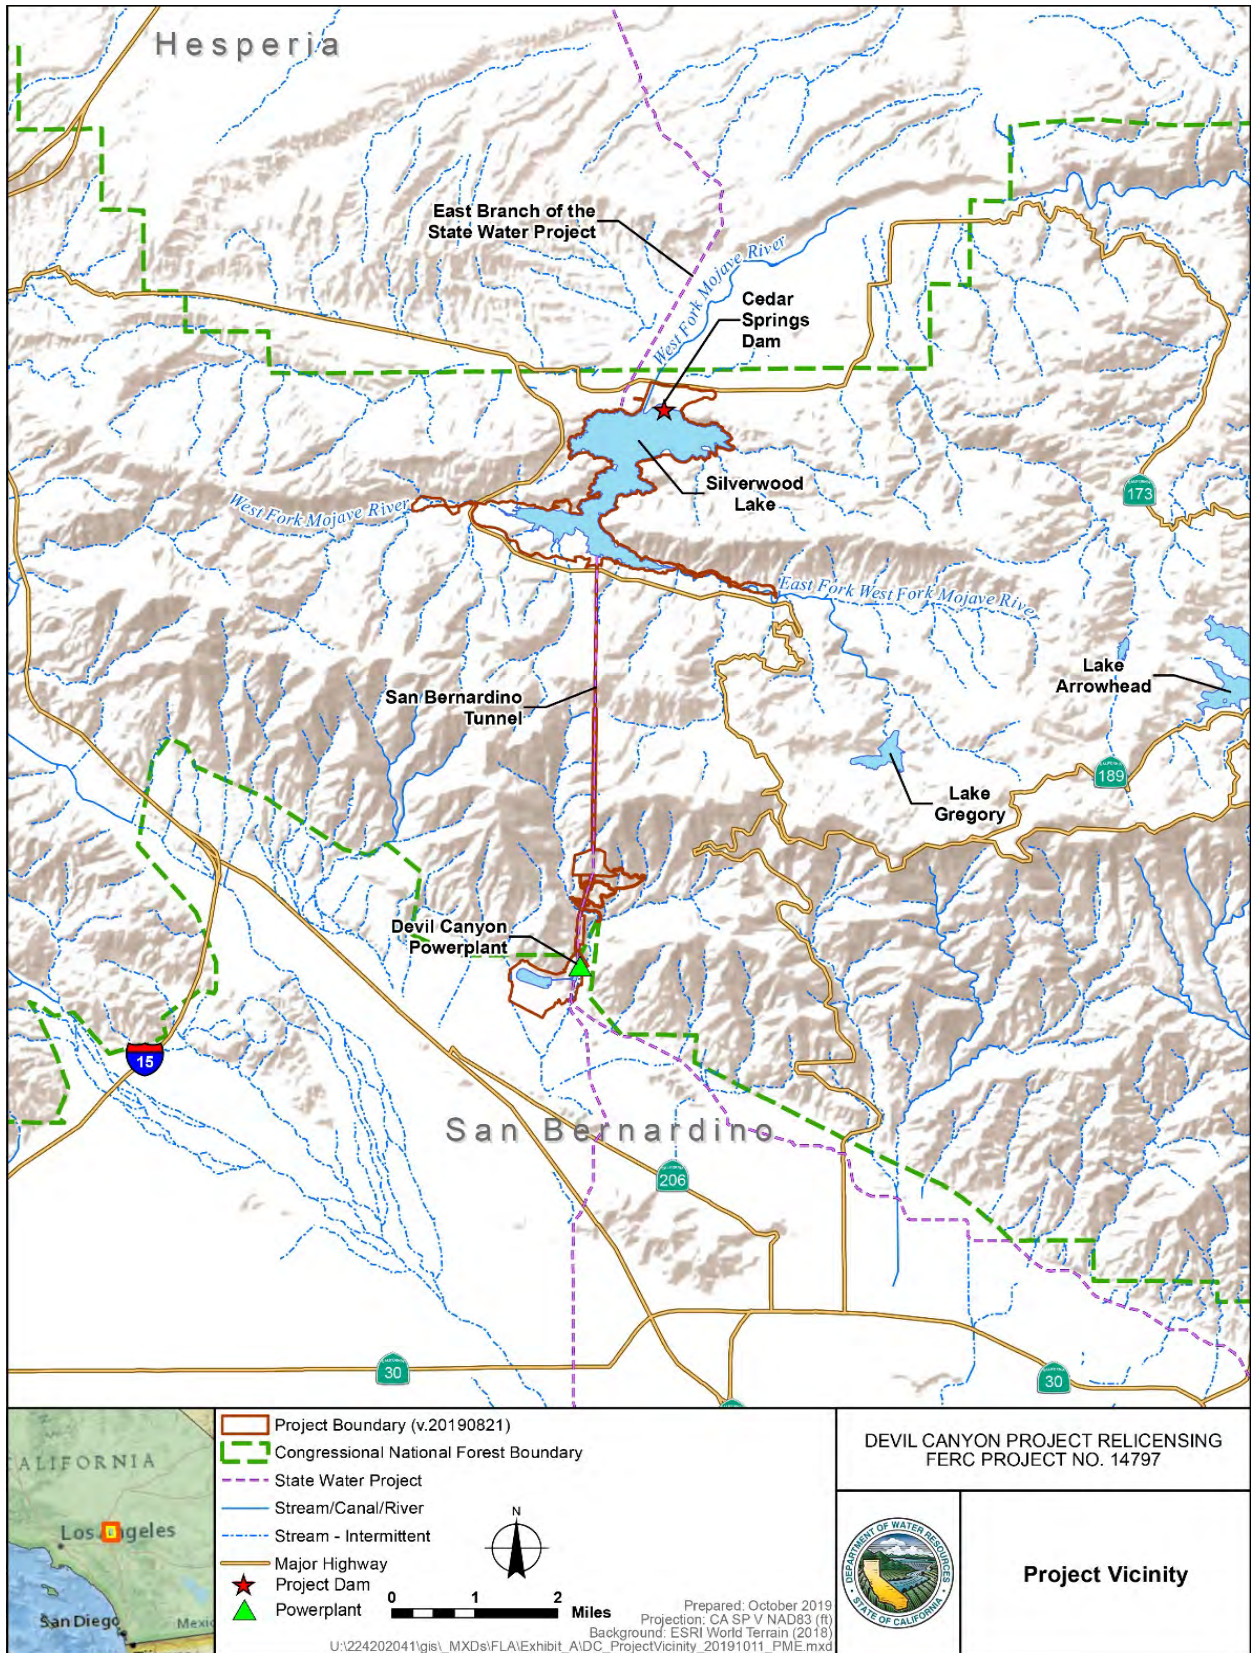 Hesperia
East Branch of the
State Water Project
West Fork Mojave River
Cedar
Springs
Dam
Silverwood
Lake
173
West Fork Mojave River
East Fork West Fork Mojave River
Lake
Arrowhead
San Bernardino
Tunnel
189
Lake
Gregory
Devil Canyon
Powerplant
15
San Bernardino
206
30
30
Project Boundary (v.20190821)
Congressional National Forest Boundary
State Water Project
Stream/Canal/River
Stream - Intermittent
Major Highway
Project Dam
Powerplant
N
0 1 2
Miles
Prepared: October 2019
Projection: CA SP V NAD83 (ft)
Background: ESRI World Terrain (2018)
U:\224202041\gis\_MXDs\FLA\Exhibit_A\DC_ProjectVicinity_20191011_PME.mxd
ALIFORNIA
Los Angeles
San Diego
Mexic
DEVIL CANYON PROJECT RELICENSING
FERC PROJECT NO. 14797
DEPARTMENT OF WATER RESOURCES
STATE OF CALIFORNIA
Project Vicinity